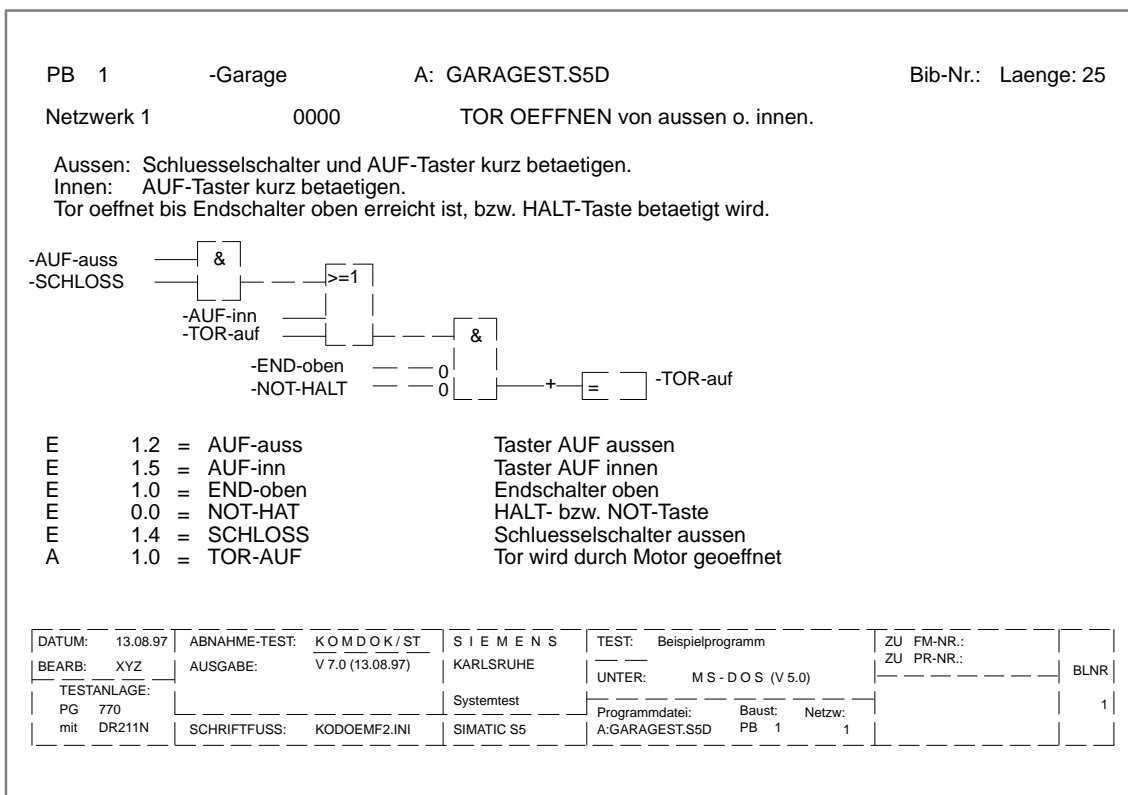 PB 1 -Garage A: GARAGEST.S5D Bib-Nr.: Laenge: 25
Netzwerk 1 0000 TOR OEFFNEN von aussen o. innen.
Aussen: Schluesselschalter und AUF-Taster kurz betaetigen.
Innen: AUF-Taster kurz betaetigen.
Tor oeffnet bis Endschalter oben erreicht ist, bzw. HALT-Taste betaetigt wird.
-AUF-auss &
-SCHLOSS >=1
-AUF-inn
-TOR-auf &
-END-oben 0
-NOT-HALT 0 + = -TOR-auf
E 1.2 = AUF-auss Taster AUF aussen
E 1.5 = AUF-inn Taster AUF innen
E 1.0 = END-oben Endschalter oben
E 0.0 = NOT-HAT HALT- bzw. NOT-Taste
E 1.4 = SCHLOSS Schluesselschalter aussen
A 1.0 = TOR-AUF Tor wird durch Motor geoeffnet
DATUM: 13.08.97 ABNAHME-TEST: K O M D O K / ST S I E M E N S TEST: Beispielprogramm ZU FM-NR.:
BEARB: XYZ AUSGABE: V 7.0 (13.08.97) KARLSRUHE UNTER: M S - D O S (V 5.0) ZU PR-NR.: BLNR
TESTANLAGE:
PG 770 Systemtest Programmdatei: Baust: Netzw: 1
mit DR211N SCHRIFTFUSS: KODOEMF2.INI SIMATIC S5 A:GARAGEST.S5D PB 1 1